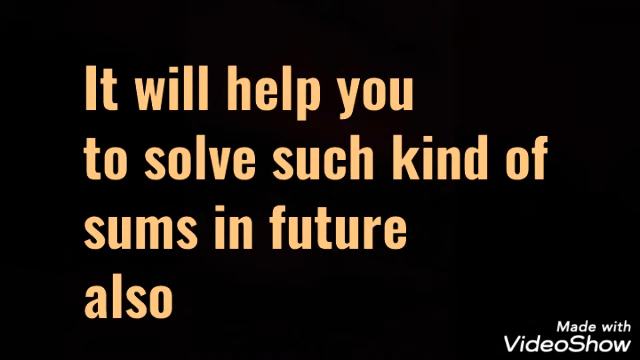 It will help you
to solve such kind of
sums in future
also
Made with
VideoShow